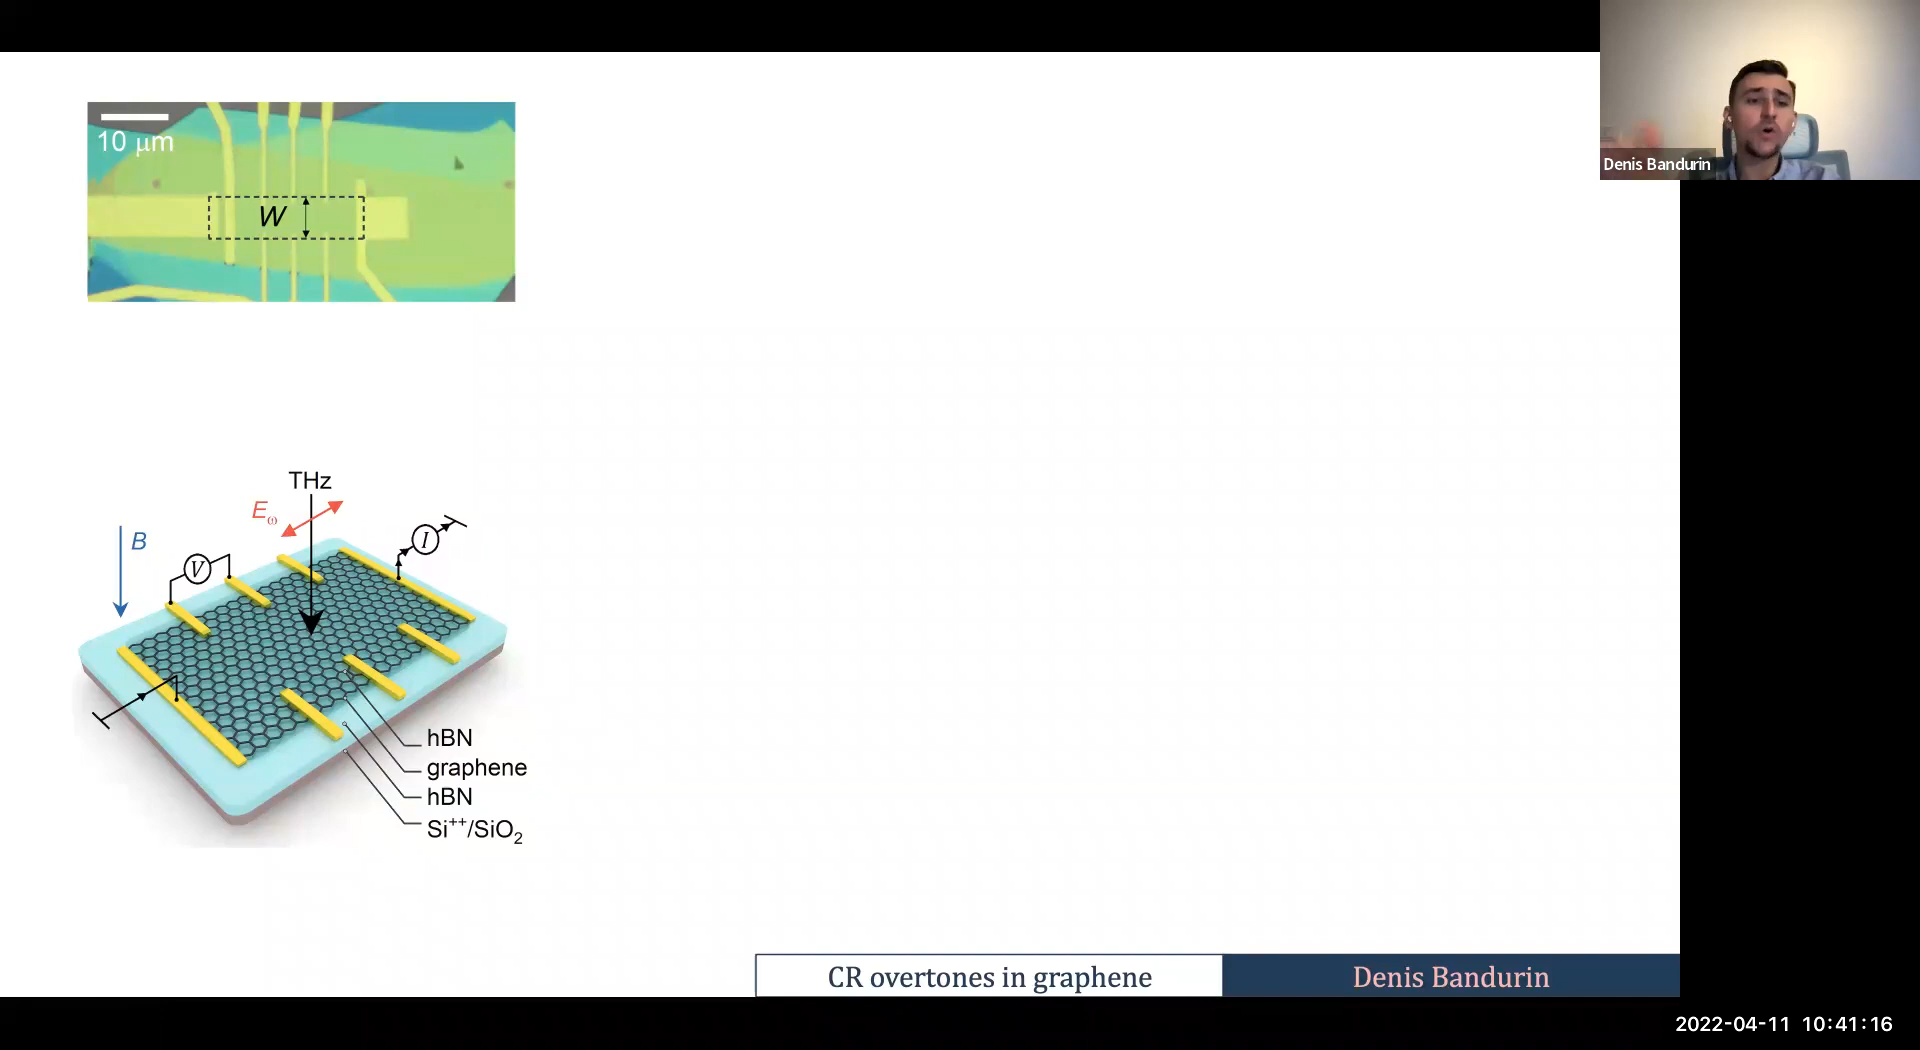 10 μm
W
Denis Bandurin
THz
Eω
B
V
I
hBN
graphene
hBN
Si++/SiO2
CR overtones in graphene
Denis Bandurin
2022-04-11 10:41:16